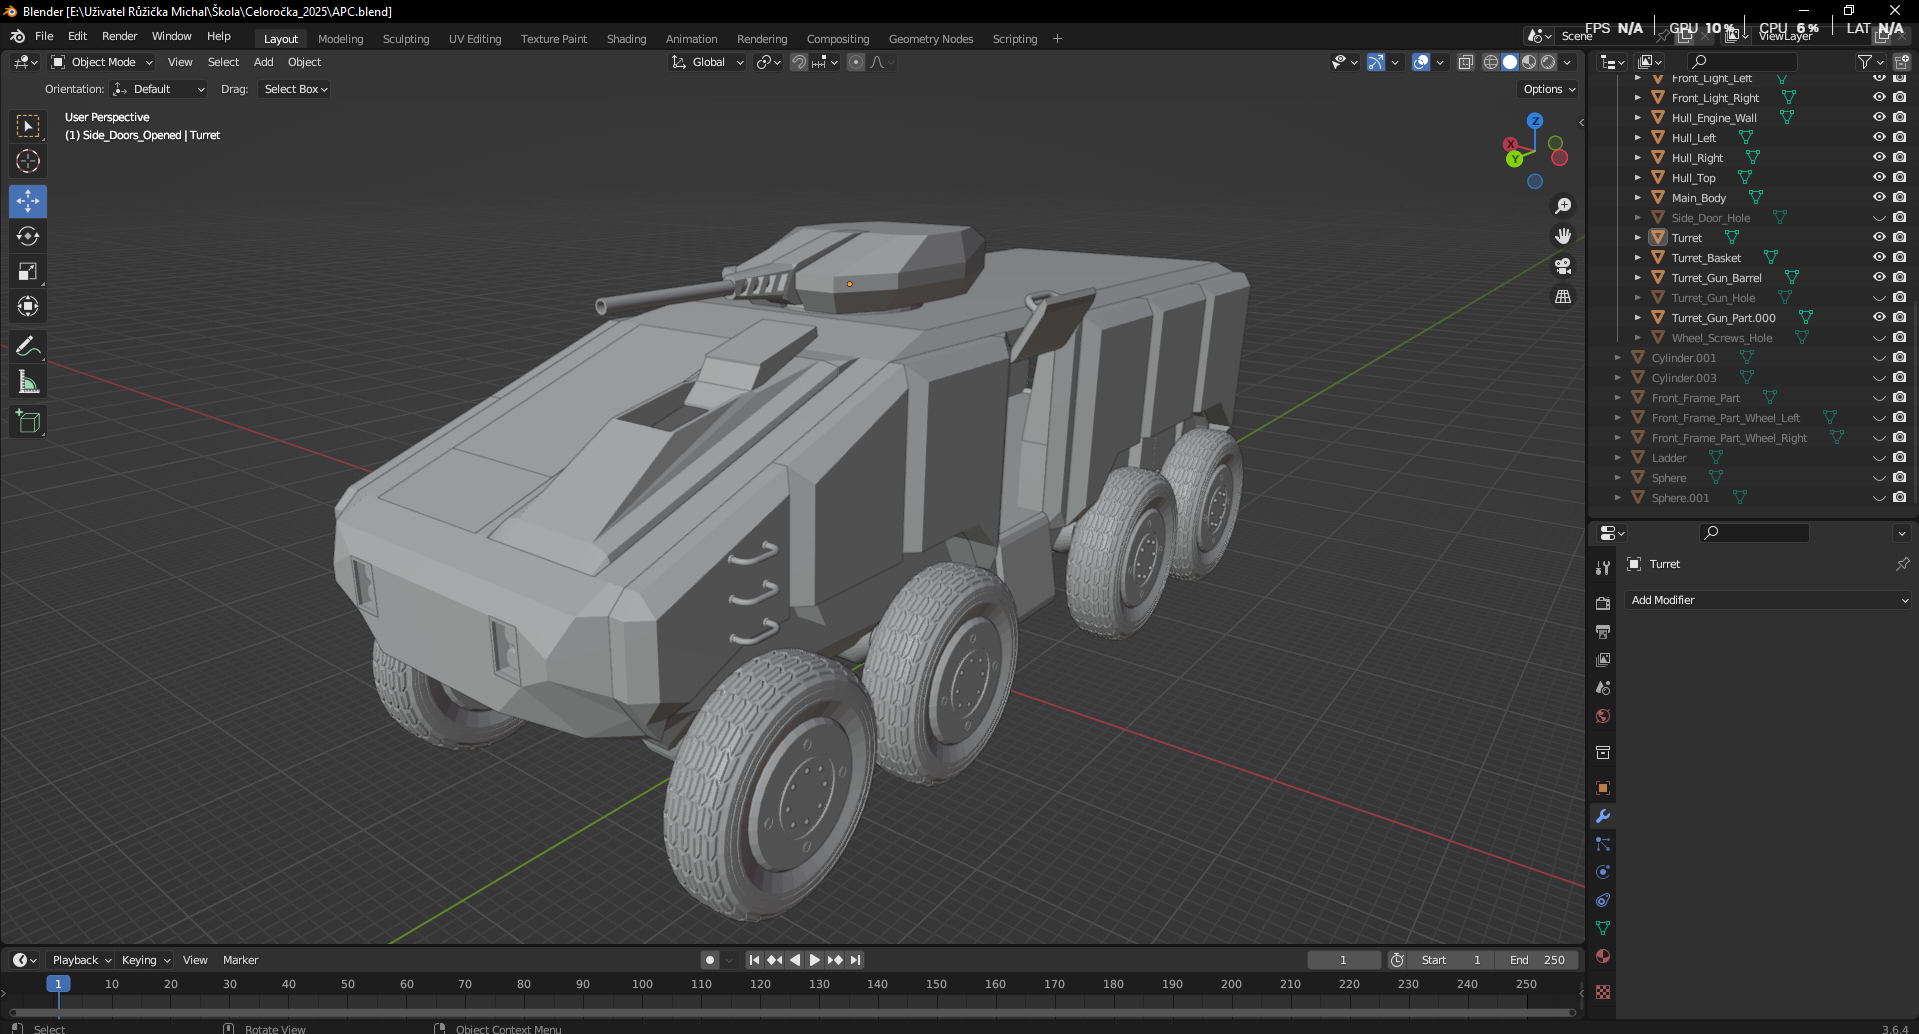 Blender [E:\Uživatel Růžička Michal\Škola\Celoročka_2025\APC.blend]
File Edit Render Window Help Layout Modeling Sculpting UV Editing Texture Paint Shading Animation Rendering Compositing Geometry Nodes Scripting + Scene ViewLayer
FPS N/A GPU 10 % CPU 6 % LAT N/A
Object Mode View Select Add Object Global
Orientation: Default Drag: Select Box Options
User Perspective
(1) Side_Doors_Opened | Turret
Z
X
Y
Front_Light_Left
Front_Light_Right
Hull_Engine_Wall
Hull_Left
Hull_Right
Hull_Top
Main_Body
Side_Door_Hole
Turret
Turret_Basket
Turret_Gun_Barrel
Turret_Gun_Hole
Turret_Gun_Part.000
Wheel_Screws_Hole
Cylinder.001
Cylinder.003
Front_Frame_Part
Front_Frame_Part_Wheel_Left
Front_Frame_Part_Wheel_Right
Ladder
Sphere
Sphere.001
Turret
Add Modifier
Playback Keying View Marker 1 Start 1 End 250
1 10 20 30 40 50 60 70 80 90 100 110 120 130 140 150 160 170 180 190 200 210 220 230 240 250
Select Rotate View Object Context Menu 3.6.4